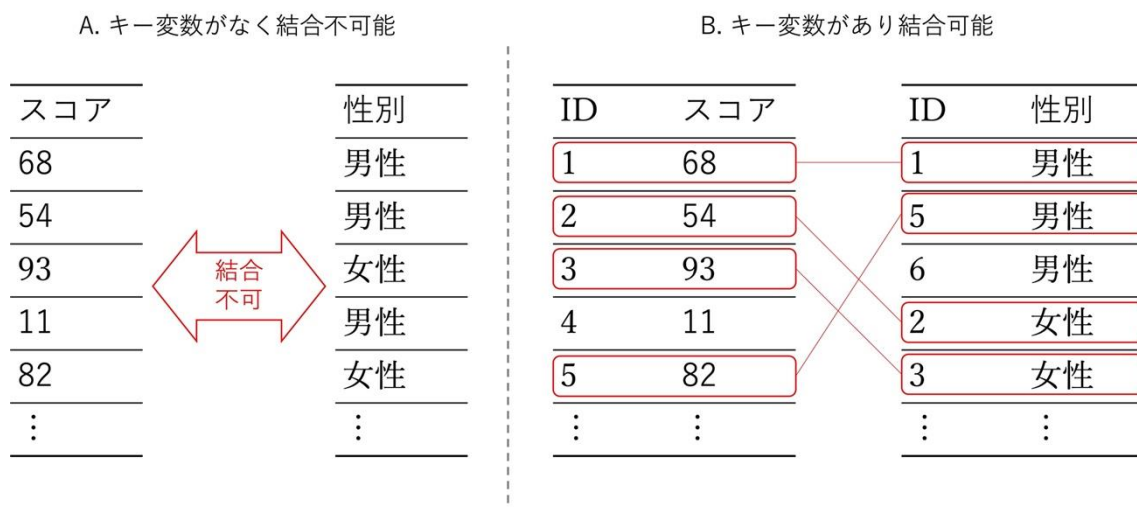 A. キー変数がなく結合不可能
スコア
68
54
93
11
82
⋮
結合
不可
性別
男性
男性
女性
男性
女性
⋮
B. キー変数があり結合可能
ID スコア
1 68
2 54
3 93
4 11
5 82
⋮ ⋮
ID 性別
1 男性
5 男性
6 男性
2 女性
3 女性
⋮ ⋮